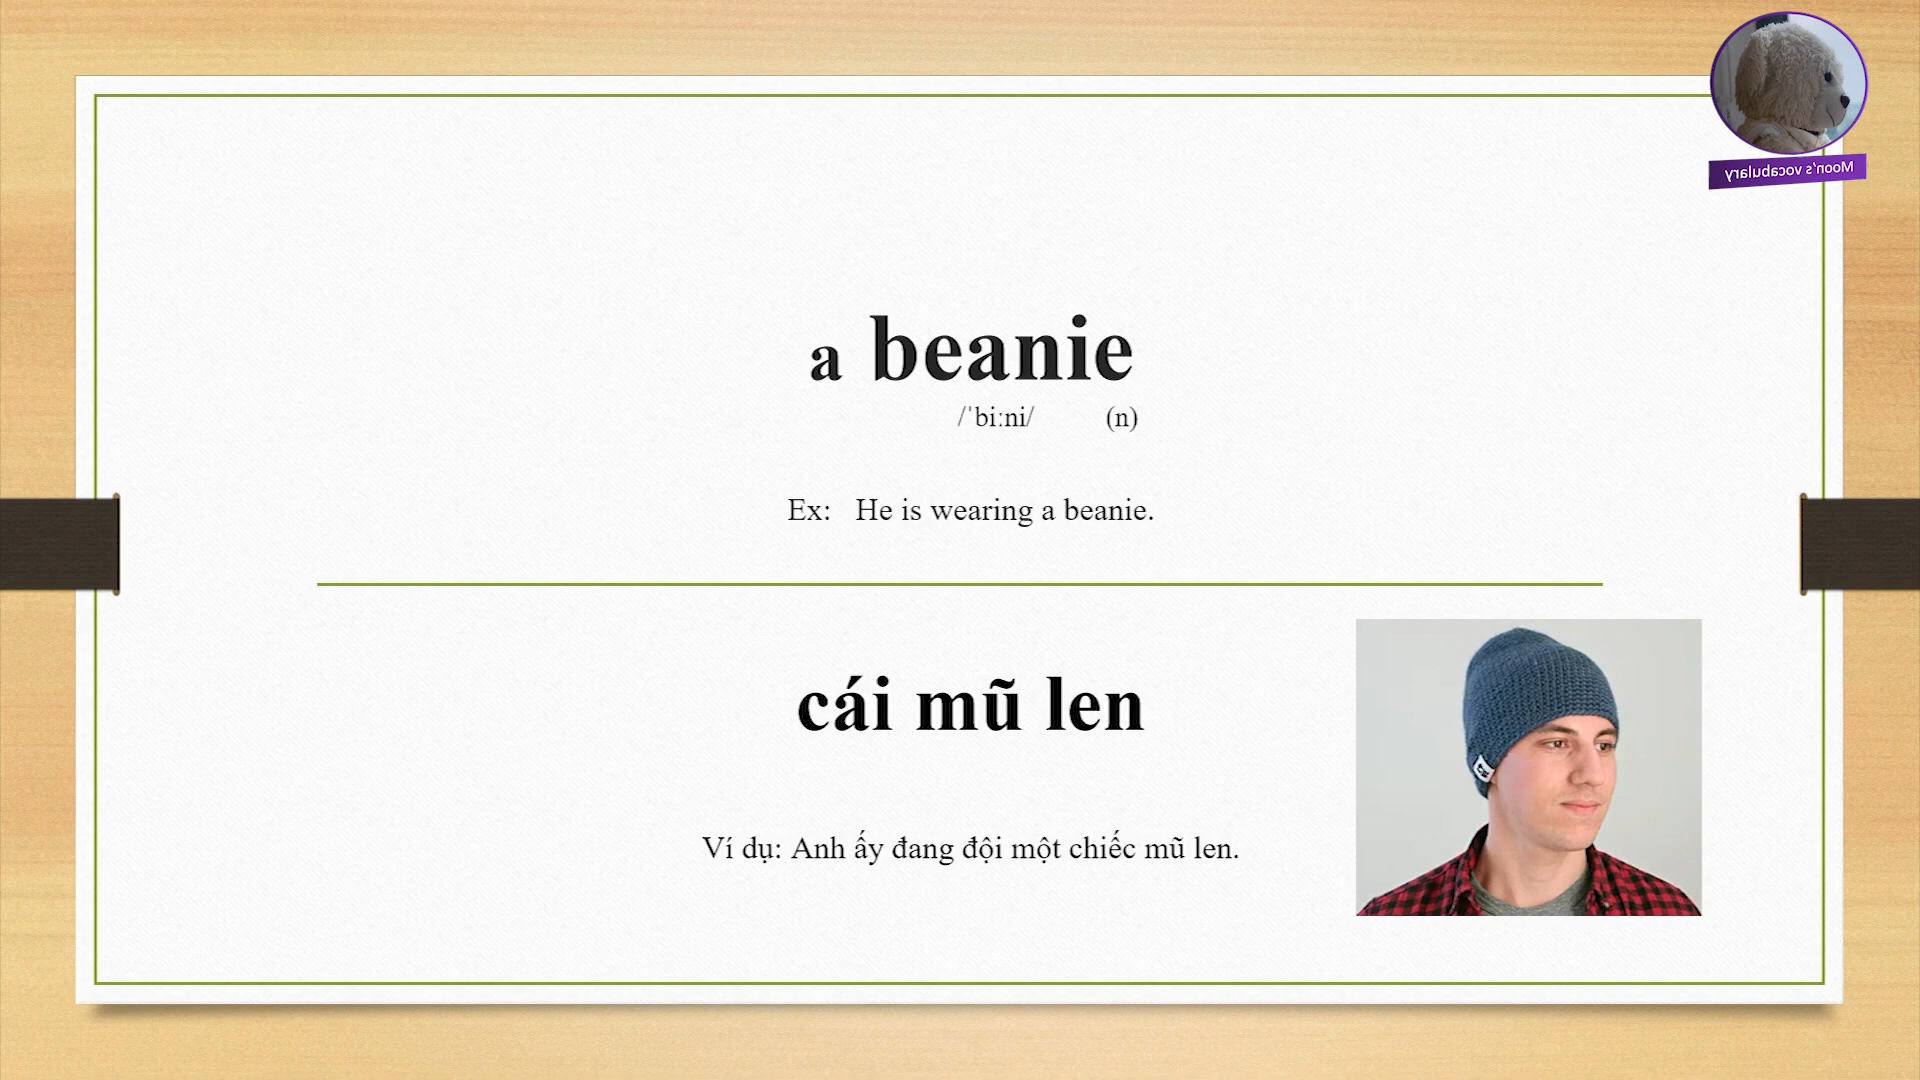 Moon's vocabulary
a beanie
/ˈbiːni/ (n)
Ex: He is wearing a beanie.
cái mũ len
Ví dụ: Anh ấy đang đội một chiếc mũ len.